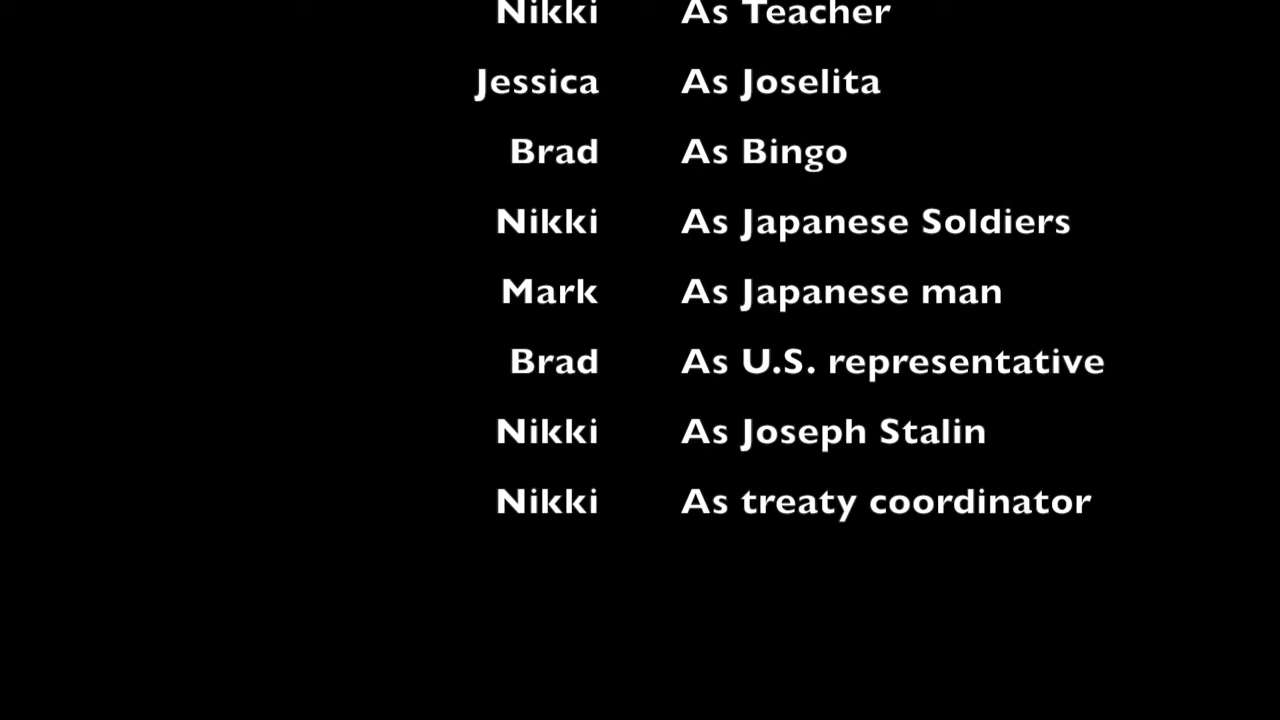 Nikki As Teacher
Jessica As Joselita
Brad As Bingo
Nikki As Japanese Soldiers
Mark As Japanese man
Brad As U.S. representative
Nikki As Joseph Stalin
Nikki As treaty coordinator